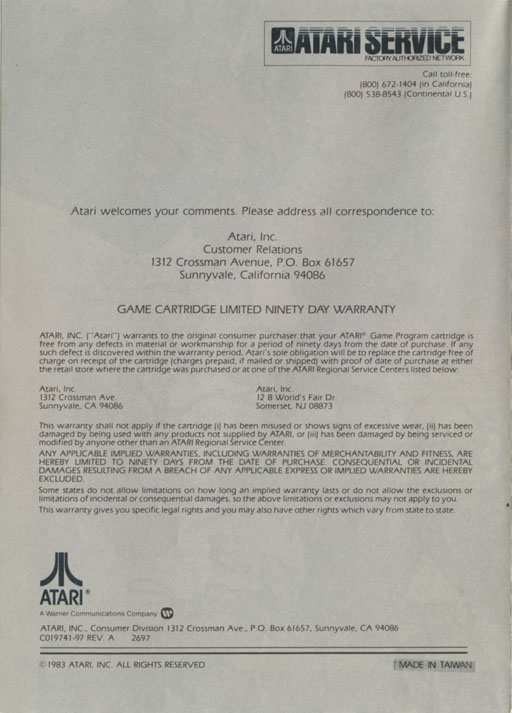 ATARI
ATARI SERVICE
FACTORY AUTHORIZED NETWORK
Call toll-free:
(800) 672-1404 (in California)
(800) 538-8543 (Continental U.S.)
Atari welcomes your comments. Please address all correspondence to:
Atari, Inc.
Customer Relations
1312 Crossman Avenue, P.O. Box 61657
Sunnyvale, California 94086
GAME CARTRIDGE LIMITED NINETY DAY WARRANTY
ATARI, INC. ("Atari") warrants to the original consumer purchaser that your ATARI® Game Program cartridge is
free from any defects in material or workmanship for a period of ninety days from the date of purchase. If any
such defect is discovered within the warranty period, Atari's sole obligation will be to replace the cartridge free of
charge on receipt of the cartridge (charges prepaid, if mailed or shipped) with proof of date of purchase at either
the retail store where the cartridge was purchased or at one of the ATARI Regional Service Centers listed below:
Atari, Inc.
1312 Crossman Ave.
Sunnyvale, CA 94086
Atari, Inc.
12 B World's Fair Dr.
Somerset, NJ 08873
This warranty shall not apply if the cartridge (i) has been misused or shows signs of excessive wear, (ii) has been
damaged by being used with any products not supplied by ATARI, or (iii) has been damaged by being serviced or
modified by anyone other than an ATARI Regional Service Center.
ANY APPLICABLE IMPLIED WARRANTIES, INCLUDING WARRANTIES OF MERCHANTABILITY AND FITNESS, ARE
HEREBY LIMITED TO NINETY DAYS FROM THE DATE OF PURCHASE. CONSEQUENTIAL OR INCIDENTAL
DAMAGES RESULTING FROM A BREACH OF ANY APPLICABLE EXPRESS OR IMPLIED WARRANTIES ARE HEREBY
EXCLUDED.
Some states do not allow limitations on how long an implied warranty lasts or do not allow the exclusions or
limitations of incidental or consequential damages, so the above limitations or exclusions may not apply to you.
This warranty gives you specific legal rights and you may also have other rights which vary from state to state.
ATARI®
A Warner Communications Company
ATARI, INC., Consumer Division 1312 Crossman Ave., P.O. Box 61657, Sunnyvale, CA 94086
C019741-97 REV. A 2697
© 1983 ATARI, INC. ALL RIGHTS RESERVED
MADE IN TAIWAN